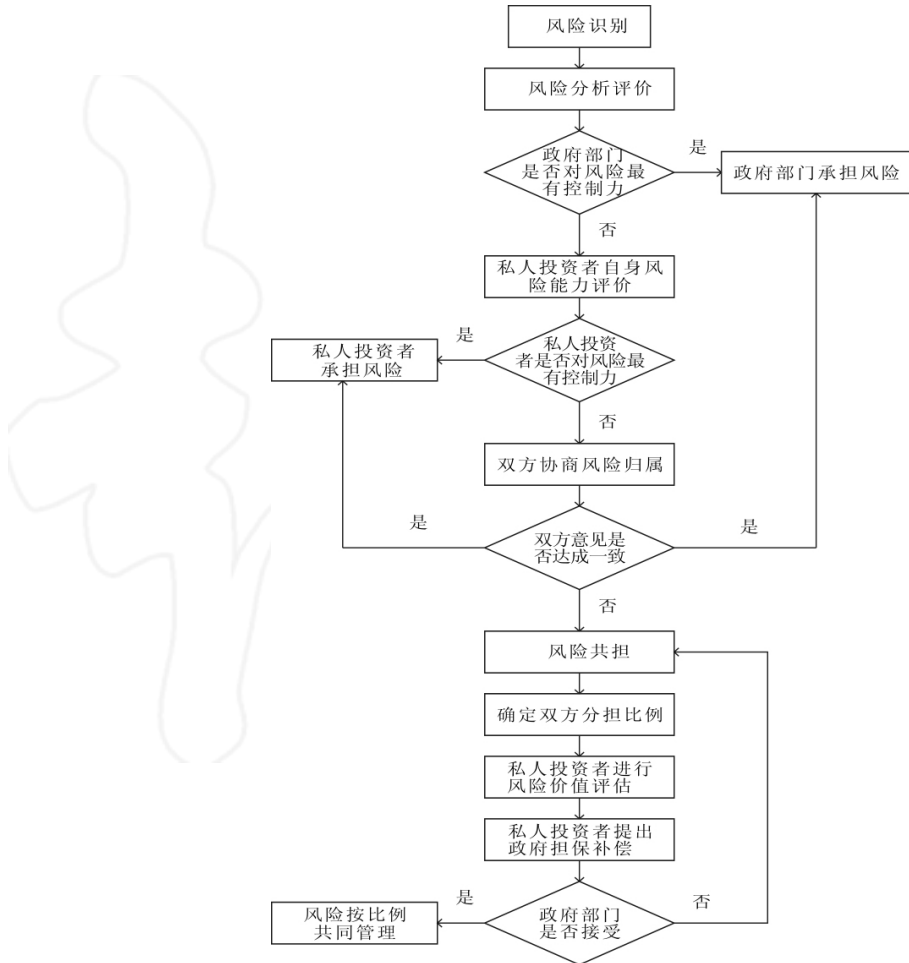 风险识别
风险分析评价
政府部门
是否对风险最
有控制力
是
政府部门承担风险
否
私人投资者自身风
险能力评价
私人投资
者是否对风险最
有控制力
是
私人投资者
承担风险
否
双方协商风险归属
双方意见是
否达成一致
是
是
否
风险共担
确定双方分担比例
私人投资者进行
风险价值评估
私人投资者提出
政府担保补偿
政府部门
是否接受
是
否
风险按比例
共同管理